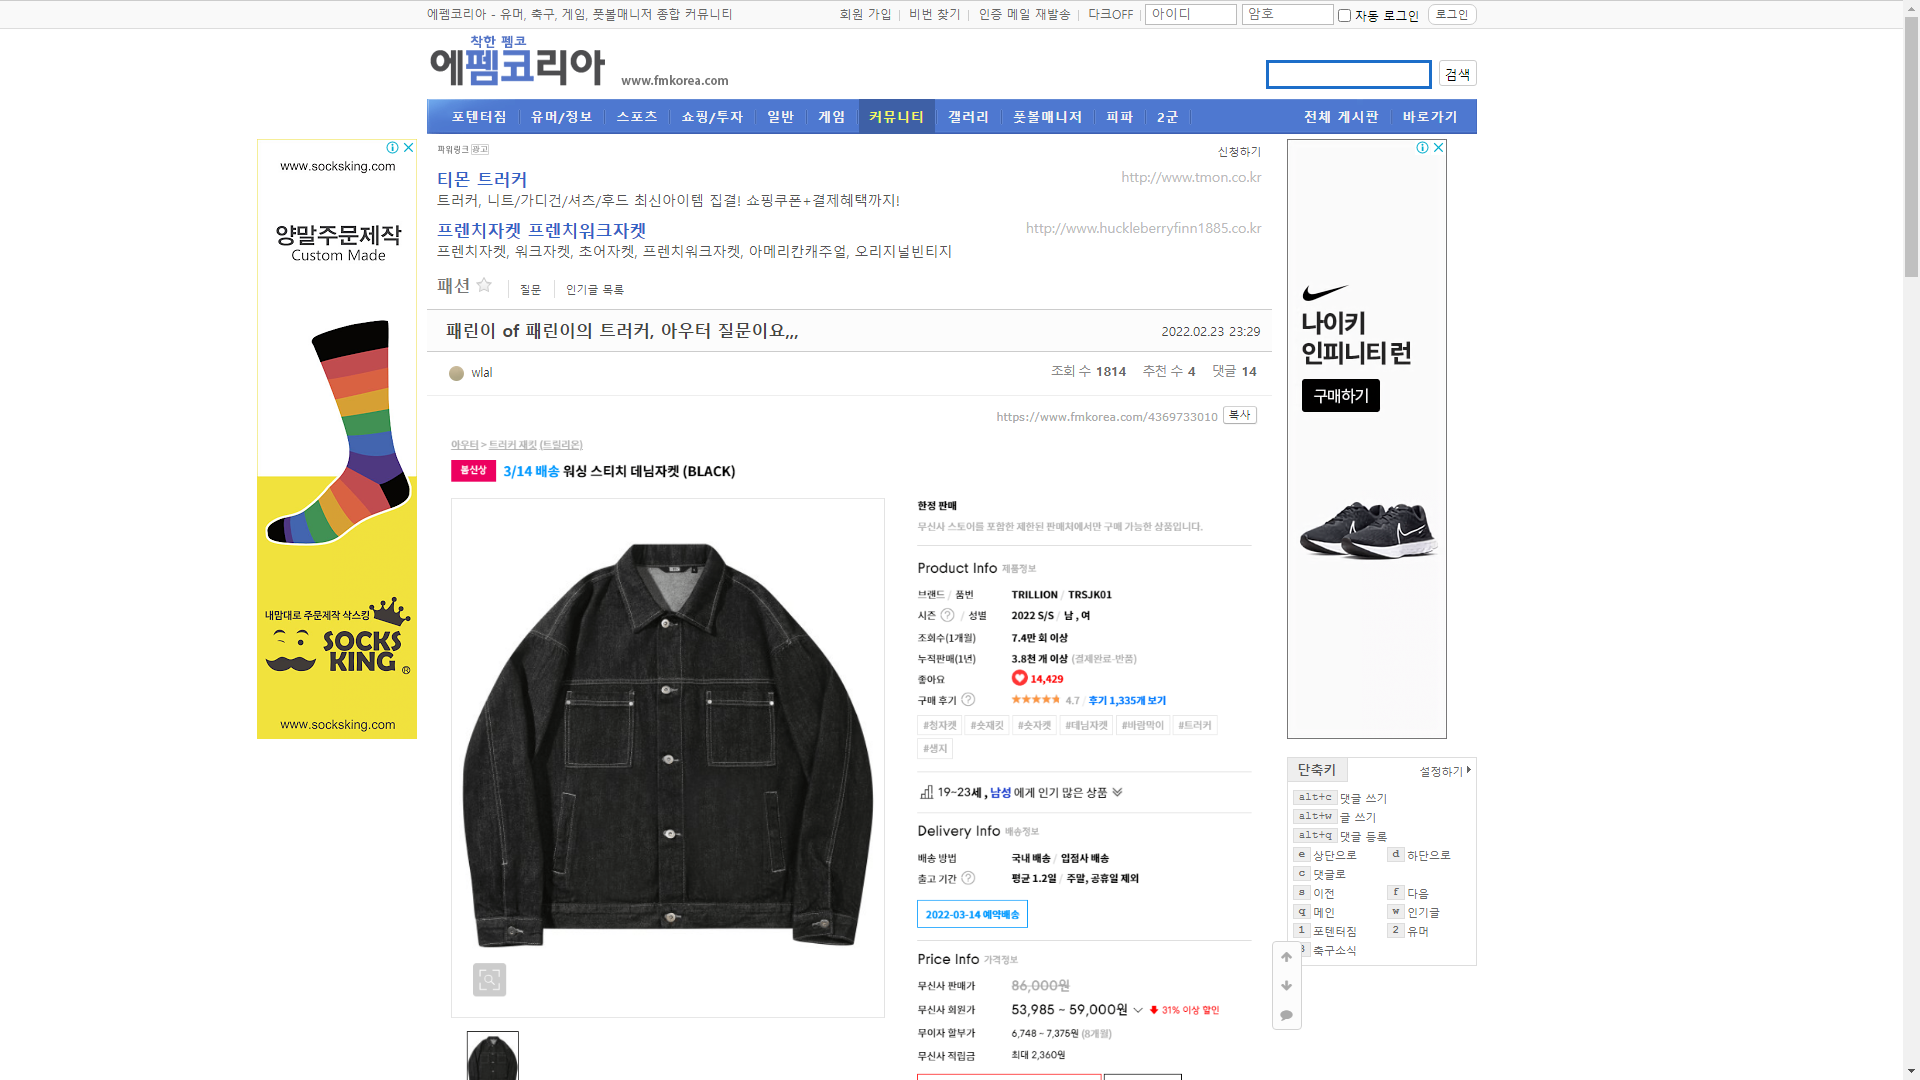 에펨코리아 - 유머, 축구, 게임, 풋볼매니저 종합 커뮤니티
회원 가입 비번 찾기 인증 메일 재발송 다크OFF 아이디 암호 자동 로그인 로그인
착한 펨코
에펨코리아 www.fmkorea.com
검색
포텐터짐 유머/정보 스포츠 쇼핑/투자 일반 게임 커뮤니티 갤러리 풋볼매니저 피파 2군 전체 게시판 바로가기
파워링크 광고 신청하기
티몬 트러커 http://www.tmon.co.kr
트러커, 니트/가디건/셔츠/후드 최신아이템 집결! 쇼핑쿠폰+결제혜택까지!
프렌치자켓 프렌치워크자켓 http://www.huckleberryfinn1885.co.kr
프렌치자켓, 워크자켓, 초어자켓, 프렌치워크자켓, 아메리칸캐주얼, 오리지널빈티지
패션 질문 인기글 목록
패린이 of 패린이의 트러커, 아우터 질문이요,,, 2022.02.23 23:29
wlal 조회 수 1814 추천 수 4 댓글 14
https://www.fmkorea.com/4369733010 복사
아우터 > 트러커 재킷 (트릴리온)
봄신상 3/14 배송 워싱 스티치 데님자켓 (BLACK)
한정 판매
무신사 스토어를 포함한 제한된 판매처에서만 구매 가능한 상품입니다.
Product Info 제품정보
브랜드 / 품번 TRILLION / TRSJK01
시즌 ? / 성별 2022 S/S / 남 , 여
조회수(1개월) 7.4만 회 이상
누적판매(1년) 3.8천 개 이상 (결제완료-반품)
좋아요 14,429
구매 후기 ? ★★★★★ 4.7 / 후기 1,335개 보기
#청자켓 #숏재킷 #숏자켓 #데님자켓 #바람막이 #트러커
#생지
19~23세 , 남성 에게 인기 많은 상품
Delivery Info 배송정보
배송 방법 국내 배송 / 입점사 배송
출고 기간 ? 평균 1.2일 / 주말, 공휴일 제외
2022-03-14 예약배송
Price Info 가격정보
무신사 판매가 86,000원
무신사 회원가 53,985 ~ 59,000원 31% 이상 할인
무이자 할부가 6,748 ~ 7,375원 (8개월)
무신사 적립금 최대 2,360원
www.socksking.com
양말주문제작
Custom Made
내맘대로 주문제작 삭스킹
SOCKS
KING ®
www.socksking.com
나이키
인피니티 런
구매하기
단축키 설정하기
alt+c 댓글 쓰기
alt+w 글 쓰기
alt+q 댓글 등록
e 상단으로 d 하단으로
c 댓글로
s 이전 f 다음
q 메인 w 인기글
1 포텐터짐 2 유머
3 축구소식